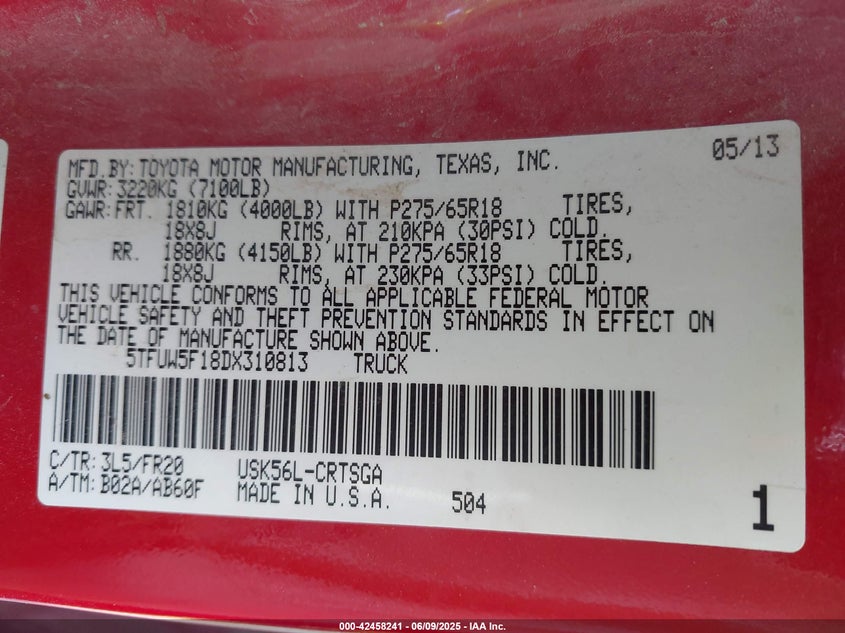 MFD.BY:TOYOTA MOTOR MANUFACTURING, TEXAS, INC. 05/13
GVWR:3220KG (7100LB)
GAWR:FRT. 1810KG (4000LB) WITH P275/65R18 TIRES,
18X8J RIMS, AT 210KPA (30PSI) COLD.
RR. 1880KG (4150LB) WITH P275/65R18 TIRES,
18X8J RIMS, AT 230KPA (33PSI) COLD.
THIS VEHICLE CONFORMS TO ALL APPLICABLE FEDERAL MOTOR
VEHICLE SAFETY AND THEFT PREVENTION STANDARDS IN EFFECT ON
THE DATE OF MANUFACTURE SHOWN ABOVE.
5TFUW5F18DX310813 TRUCK
C/TR:3L5/FR20 USK56L-CRTSGA
A/TM:B02A/AB60F MADE IN U.S.A. 504
1
000-42458241 - 06/09/2025 - IAA Inc.